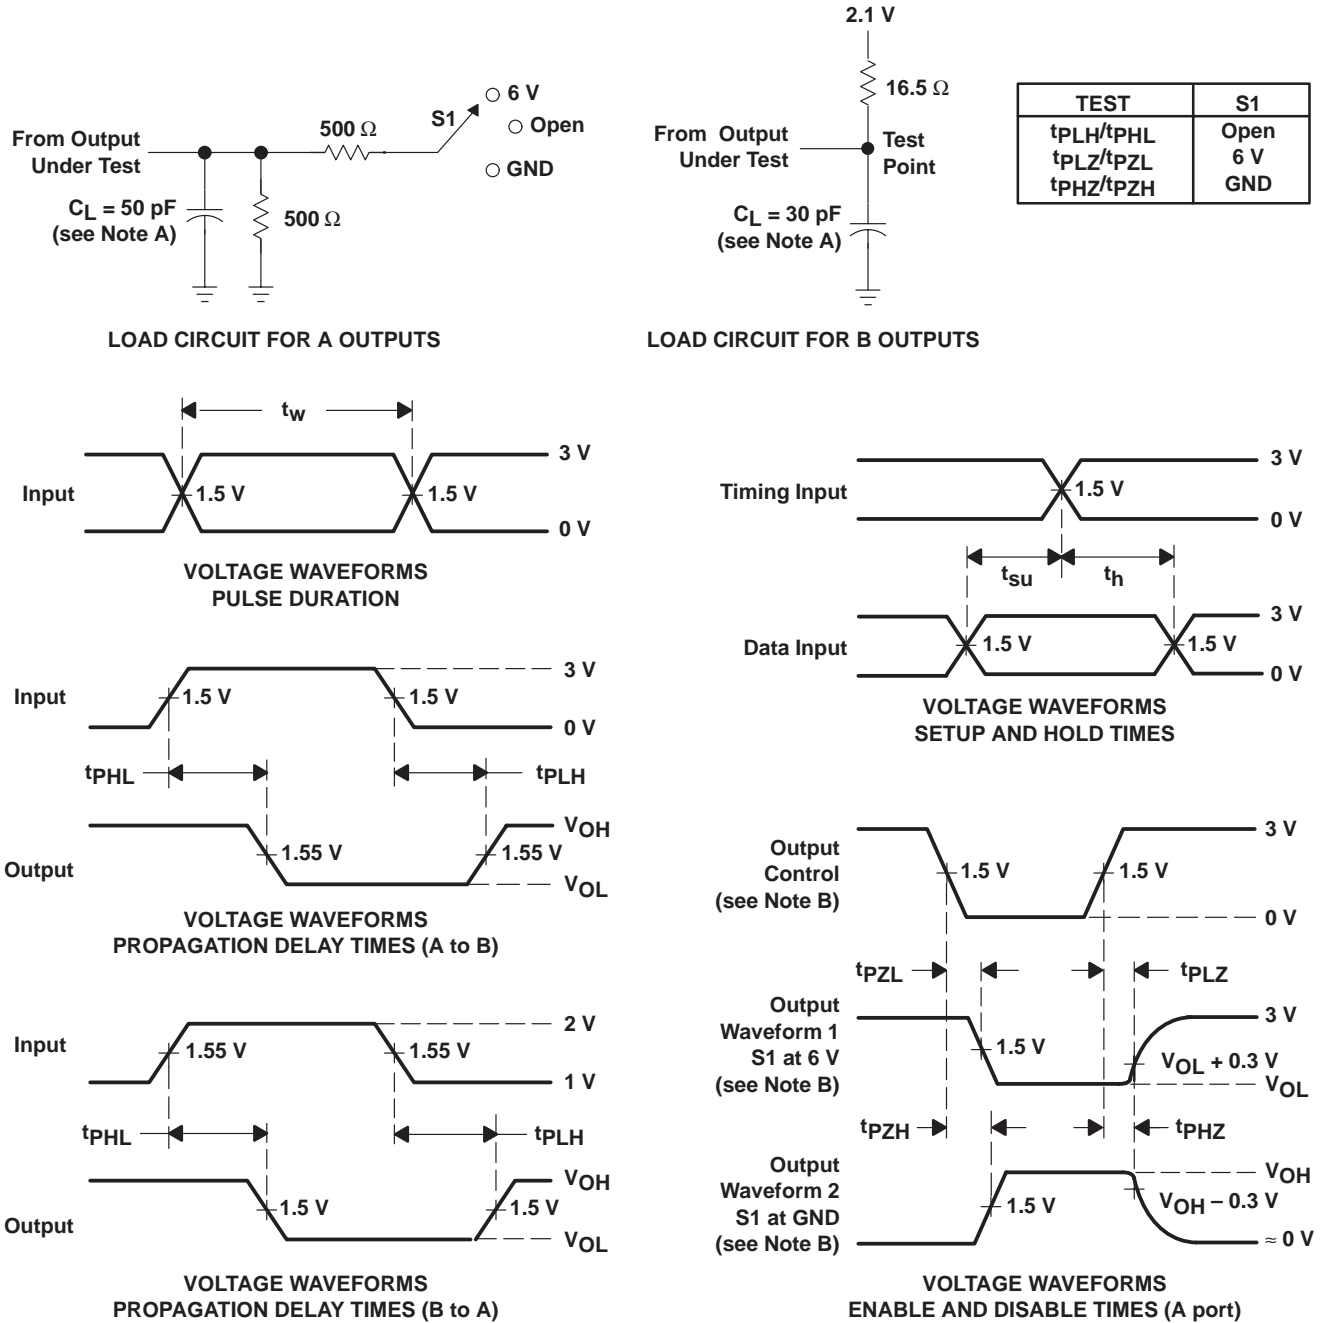 6 V
Open
GND
S1
500 Ω
From Output
Under Test
CL = 50 pF
(see Note A)
500 Ω
LOAD CIRCUIT FOR A OUTPUTS
2.1 V
16.5 Ω
From Output
Under Test
Test
Point
CL = 30 pF
(see Note A)
LOAD CIRCUIT FOR B OUTPUTS
TEST S1
tPLH/tPHL Open
tPLZ/tPZL 6 V
tPHZ/tPZH GND
tw
3 V
Input
1.5 V
1.5 V
0 V
VOLTAGE WAVEFORMS
PULSE DURATION
3 V
Timing Input
1.5 V
0 V
tsu
th
3 V
Data Input
1.5 V
1.5 V
0 V
VOLTAGE WAVEFORMS
SETUP AND HOLD TIMES
3 V
Input
1.5 V
1.5 V
0 V
tPHL
tPLH
VOH
1.55 V
1.55 V
Output
VOL
VOLTAGE WAVEFORMS
PROPAGATION DELAY TIMES (A to B)
2 V
Input
1.55 V
1.55 V
1 V
tPHL
tPLH
VOH
1.5 V
1.5 V
Output
VOL
VOLTAGE WAVEFORMS
PROPAGATION DELAY TIMES (B to A)
3 V
Output
Control
(see Note B)
1.5 V
1.5 V
0 V
tPZL
tPLZ
Output
Waveform 1
S1 at 6 V
(see Note B)
3 V
1.5 V
VOL + 0.3 V
VOL
tPZH
tPHZ
Output
Waveform 2
S1 at GND
(see Note B)
VOH
1.5 V
VOH – 0.3 V
≈ 0 V
VOLTAGE WAVEFORMS
ENABLE AND DISABLE TIMES (A port)